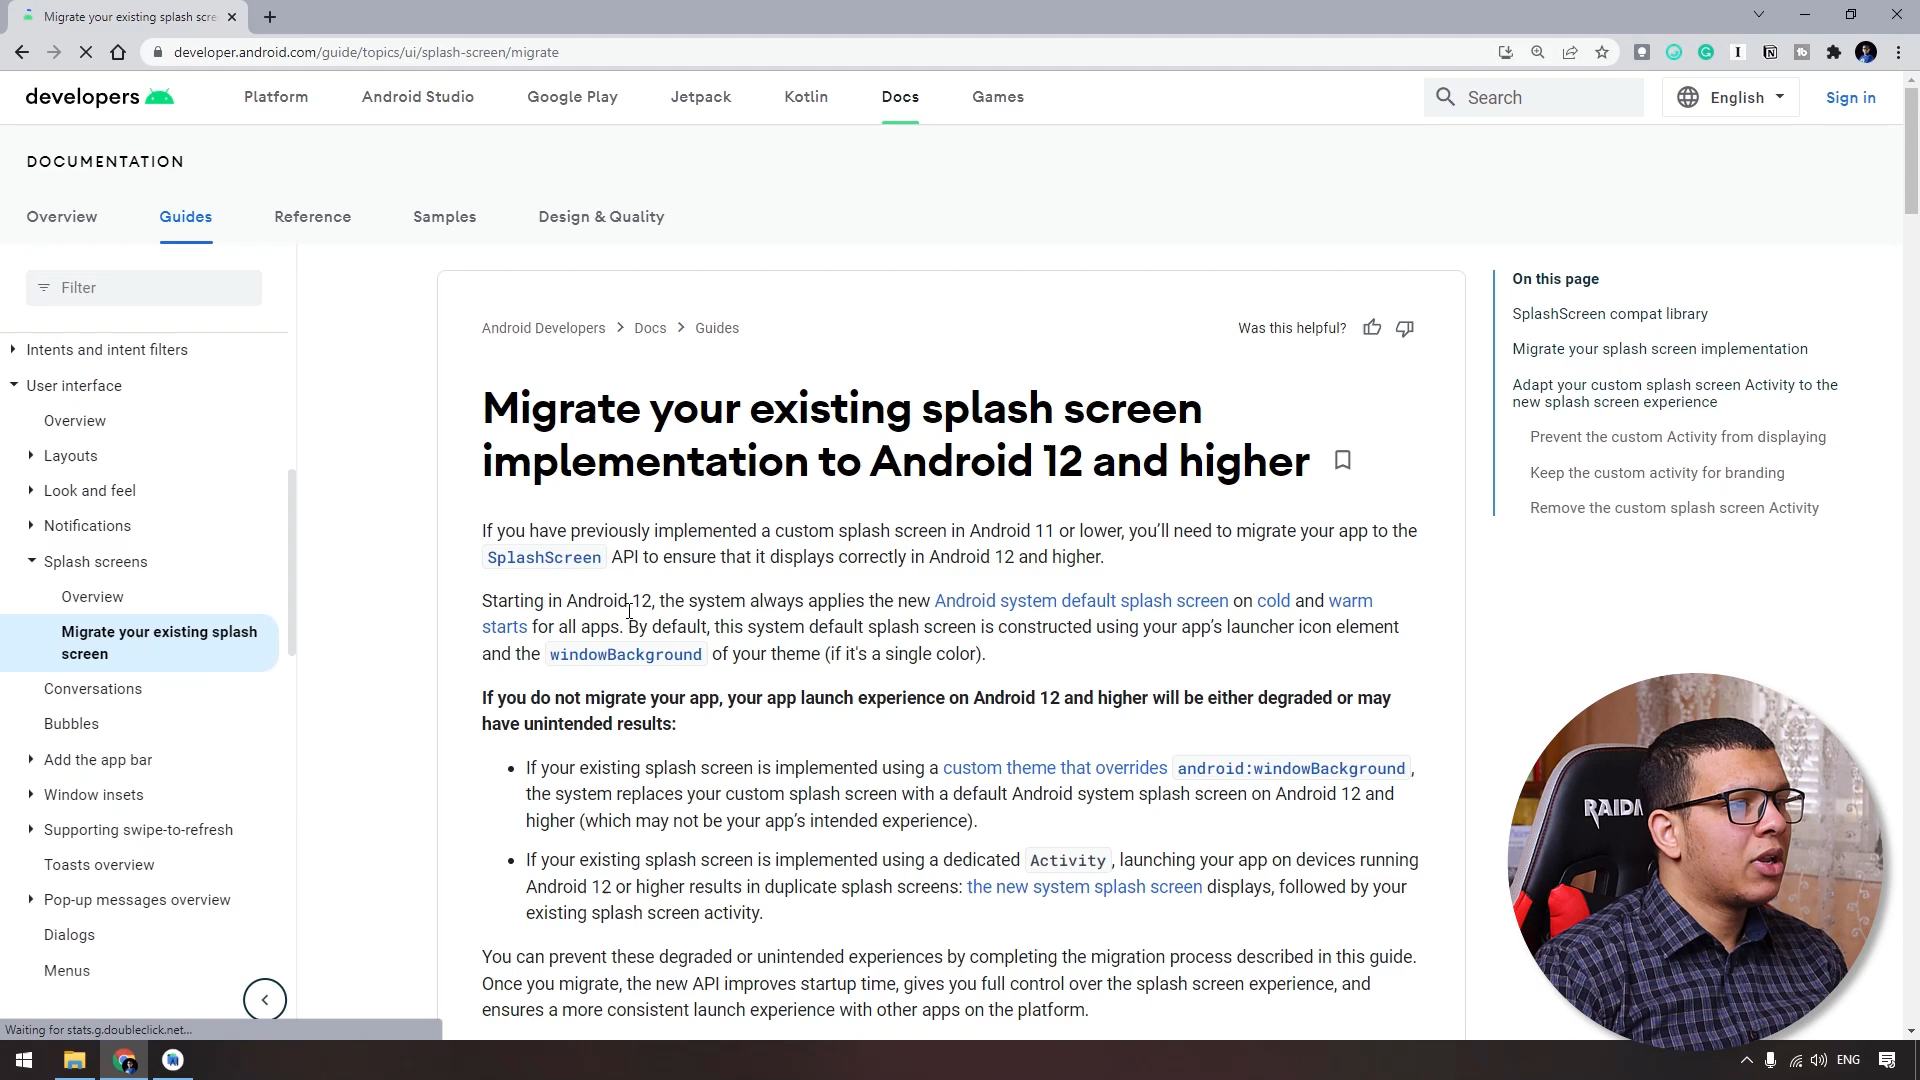 Migrate your existing splash scre
developer.android.com/guide/topics/ui/splash-screen/migrate
developers
Platform
Android Studio
Google Play
Jetpack
Kotlin
Docs
Games
Search
English
Sign in
DOCUMENTATION
Overview
Guides
Reference
Samples
Design & Quality
Filter
Intents and intent filters
User interface
Overview
Layouts
Look and feel
Notifications
Splash screens
Overview
Migrate your existing splash
screen
Conversations
Bubbles
Add the app bar
Window insets
Supporting swipe-to-refresh
Toasts overview
Pop-up messages overview
Dialogs
Menus
Android Developers > Docs > Guides
Was this helpful?
Migrate your existing splash screen
implementation to Android 12 and higher
If you have previously implemented a custom splash screen in Android 11 or lower, you’ll need to migrate your app to the
SplashScreen API to ensure that it displays correctly in Android 12 and higher.
Starting in Android 12, the system always applies the new Android system default splash screen on cold and warm
starts for all apps. By default, this system default splash screen is constructed using your app’s launcher icon element
and the windowBackground of your theme (if it's a single color).
If you do not migrate your app, your app launch experience on Android 12 and higher will be either degraded or may
have unintended results:
• If your existing splash screen is implemented using a custom theme that overrides android:windowBackground,
the system replaces your custom splash screen with a default Android system splash screen on Android 12 and
higher (which may not be your app’s intended experience).
• If your existing splash screen is implemented using a dedicated Activity, launching your app on devices running
Android 12 or higher results in duplicate splash screens: the new system splash screen displays, followed by your
existing splash screen activity.
You can prevent these degraded or unintended experiences by completing the migration process described in this guide.
Once you migrate, the new API improves startup time, gives you full control over the splash screen experience, and
ensures a more consistent launch experience with other apps on the platform.
On this page
SplashScreen compat library
Migrate your splash screen implementation
Adapt your custom splash screen Activity to the
new splash screen experience
Prevent the custom Activity from displaying
Keep the custom activity for branding
Remove the custom splash screen Activity
Waiting for stats.g.doubleclick.net...
ENG